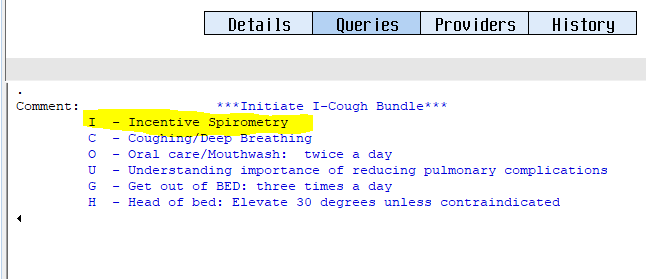 Details Queries Providers History
.
Comment: ***Initiate I-Cough Bundle***
I - Incentive Spirometry
C - Coughing/Deep Breathing
O - Oral care/Mouthwash: twice a day
U - Understanding importance of reducing pulmonary complications
G - Get out of BED: three times a day
H - Head of bed: Elevate 30 degrees unless contraindicated